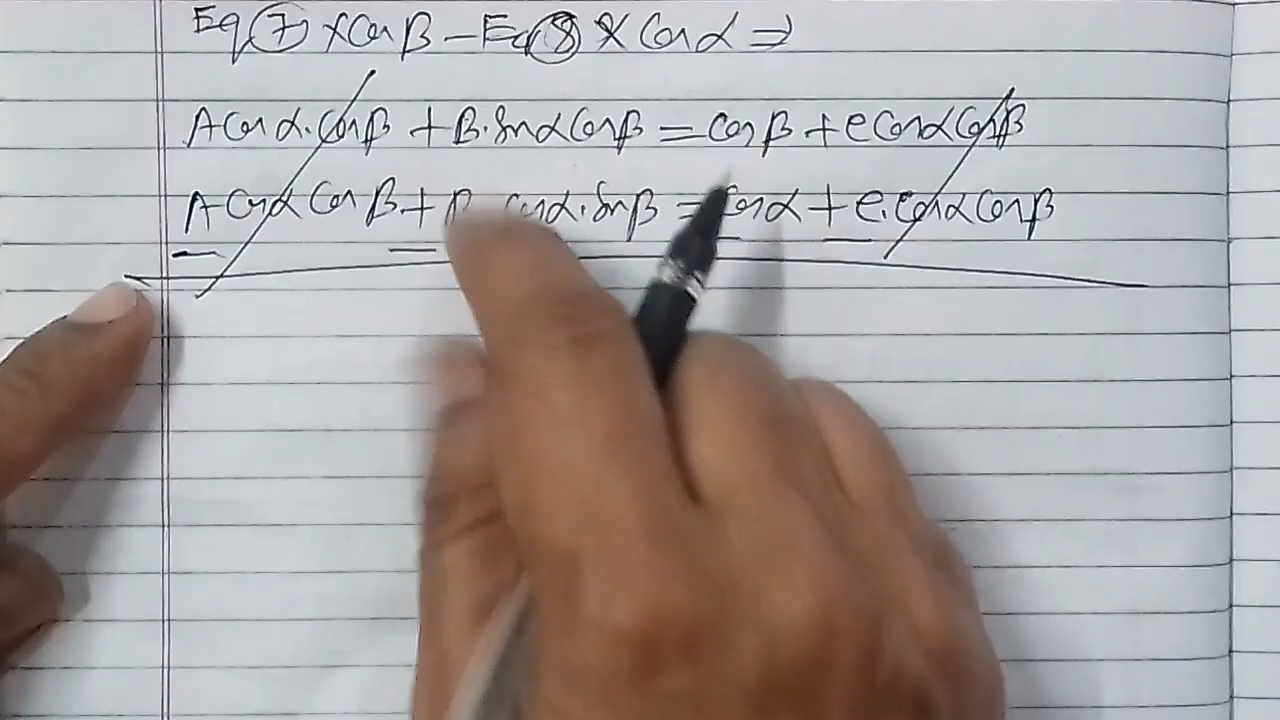 Eq (7) × Cos β − Eq (8) × Cos α ⇒
A Cos α · Cos β + B · Sin α Cos β = Cos β + e Cos α Cos β
A Cos α Cos β + B Cos α · Sin β = Cos α + e · Cos α Cos β